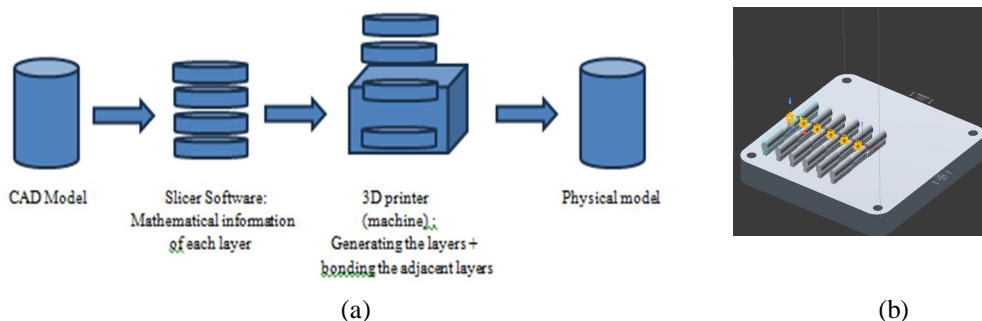 CAD Model
Slicer Software:
Mathematical information
of each layer
3D printer
(machine) :
Generating the layers +
bonding the adjacent layers
Physical model
(a)
(b)